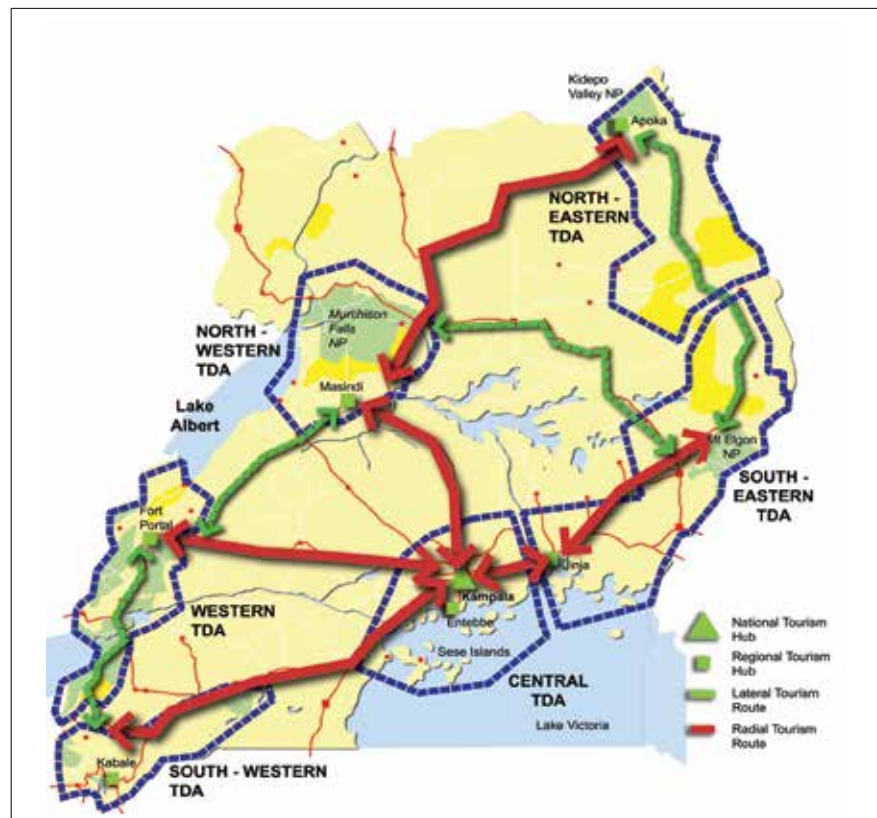 Kidepo
Valley NP
Apoka
NORTH -
EASTERN
TDA
Murchison
Falls
NP
NORTH -
WESTERN
TDA
Masindi
Lake
Albert
Mt Elgon
NP
SOUTH -
EASTERN
TDA
Fort
Portal
Jinja
Kampala
Entebbe
WESTERN
TDA
Sese Islands
CENTRAL
TDA
Lake Victoria
Kabale
SOUTH - WESTERN
TDA
National Tourism
Hub
Regional Tourism
Hub
Lateral Tourism
Route
Radial Tourism
Route